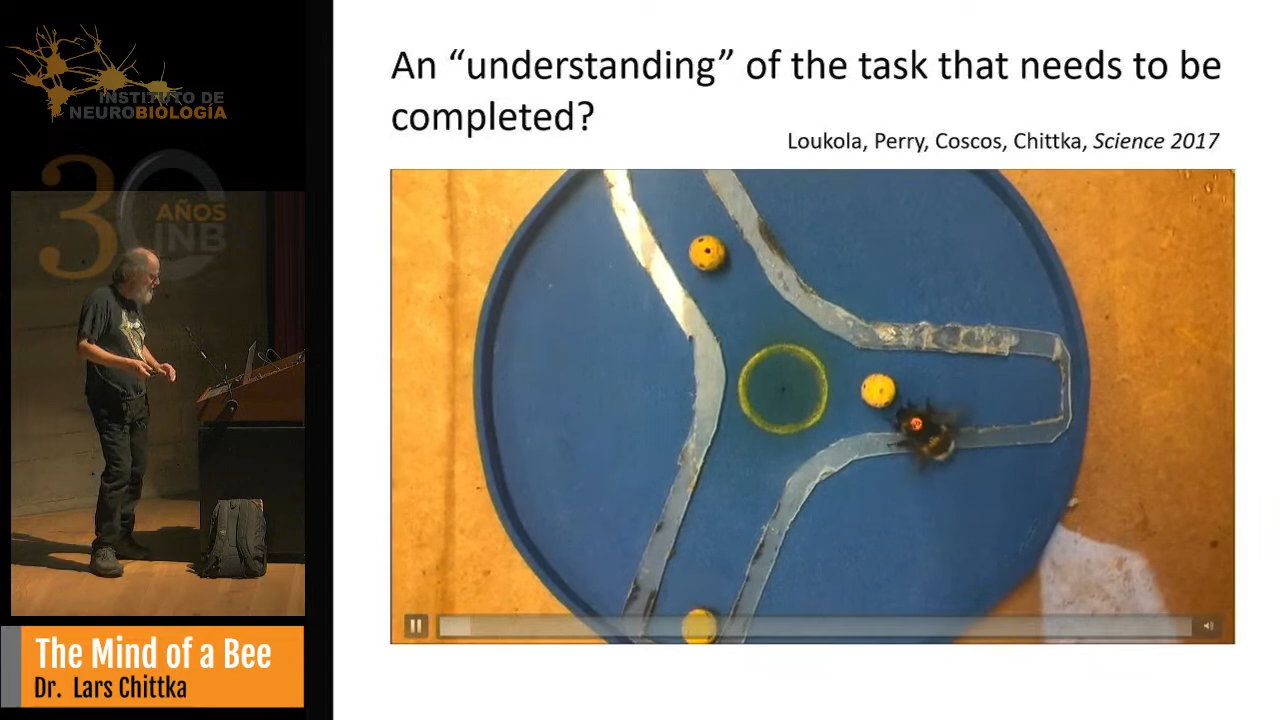 INSTITUTO DE
NEUROBIOLOGÍA
30
AÑOS
INB
An “understanding” of the task that needs to be
completed?
Loukola, Perry, Coscos, Chittka, Science 2017
The Mind of a Bee
Dr. Lars Chittka